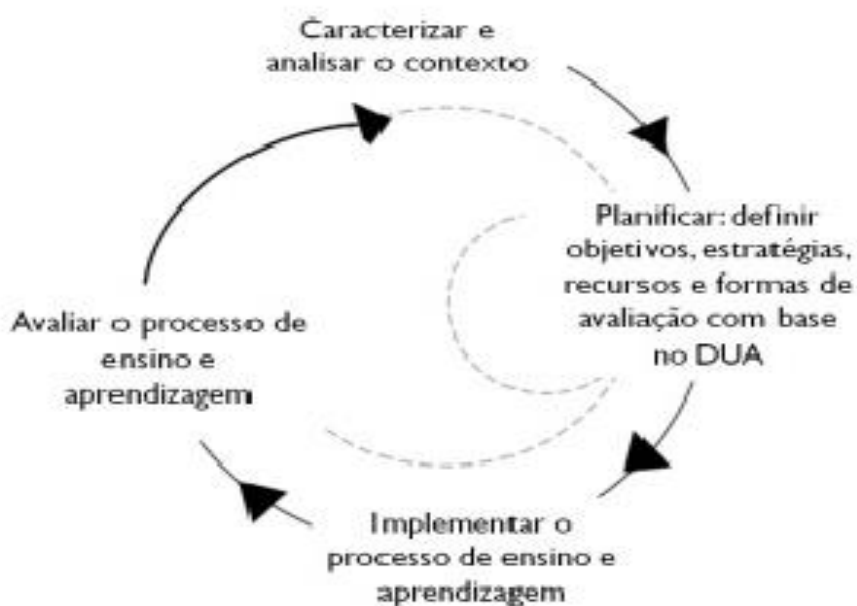 Caracterizar e
analisar o contexto
Planificar: definir
objetivos, estratégias,
recursos e formas de
avaliação com base
no DUA
Implementar o
processo de ensino e
aprendizagem
Avaliar o processo de
ensino e
aprendizagem